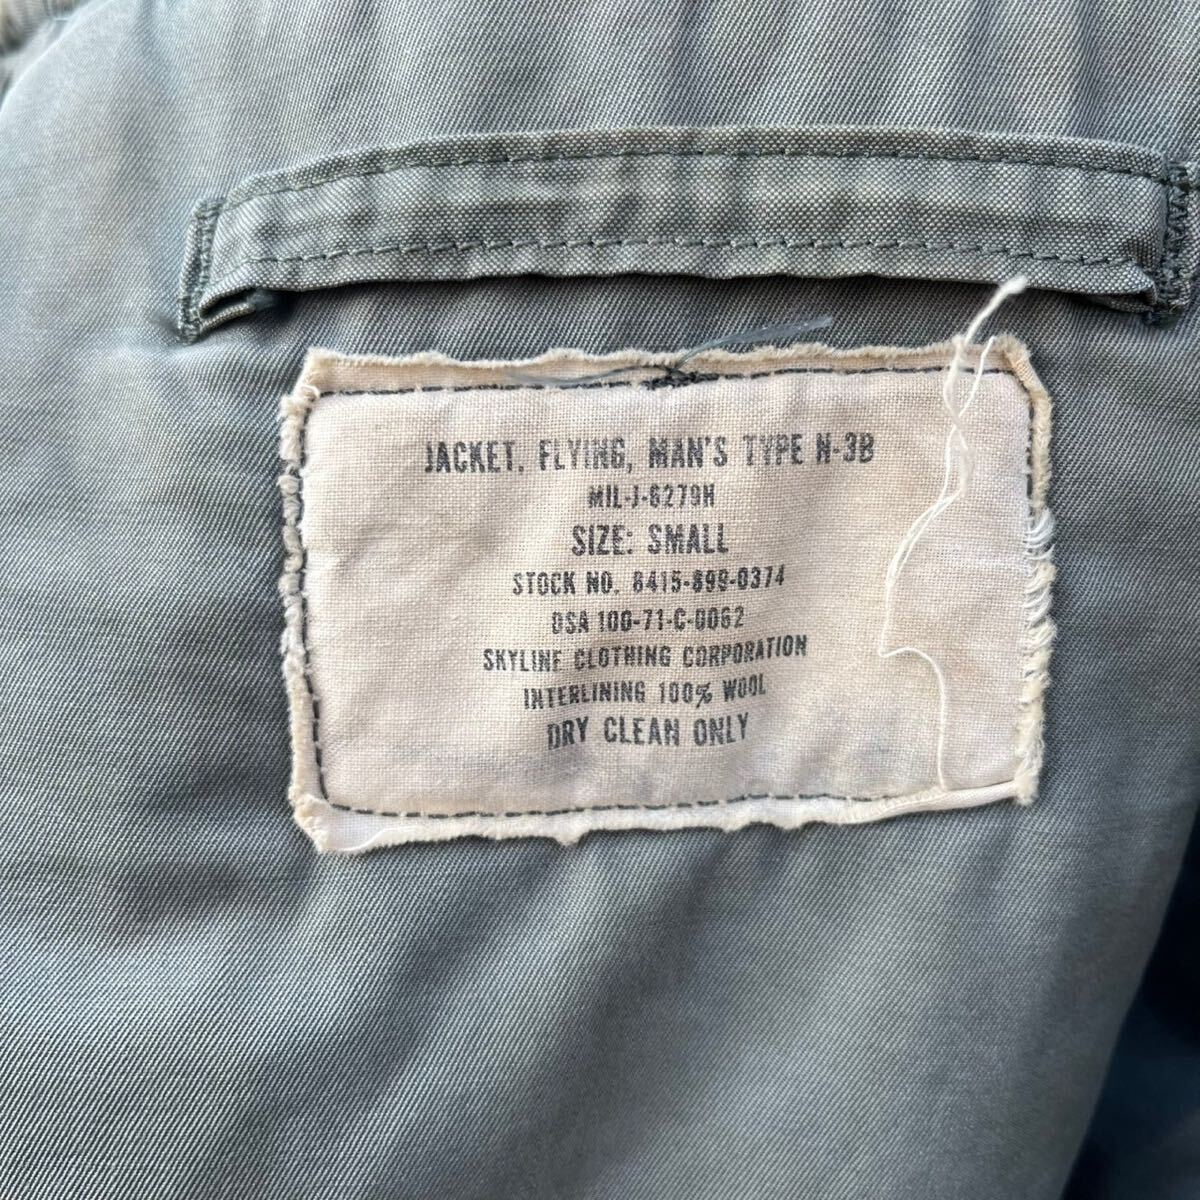 JACKET, FLYING, MAN'S TYPE N-3B
MIL-J-6279H
SIZE: SMALL
STOCK NO. 8415-899-0374
DSA 100-71-C-0062
SKYLINE CLOTHING CORPORATION
INTERLINING 100% WOOL
DRY CLEAN ONLY